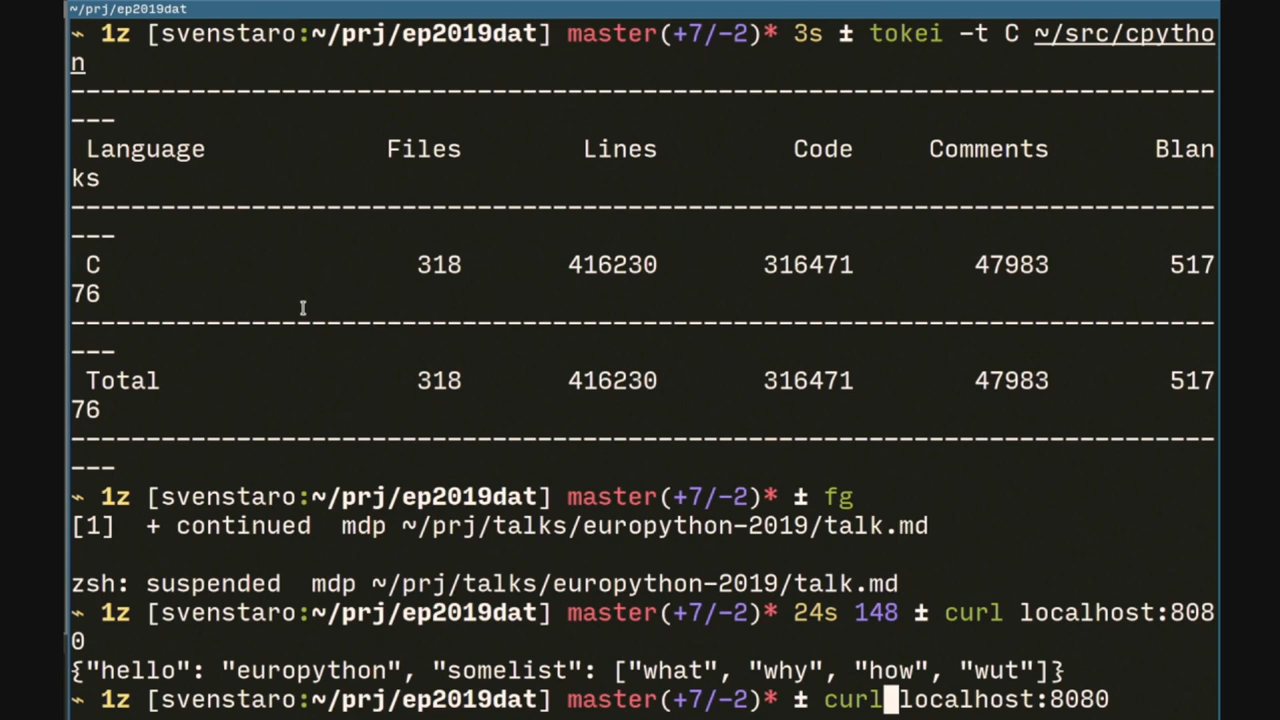 ~/prj/ep2019dat
~ 1z [svenstaro:~/prj/ep2019dat] master(+7/-2)* 3s ± tokei -t C ~/src/cpytho
n
----------------------------------------------------------------------------
---
Language Files Lines Code Comments Blan
ks
----------------------------------------------------------------------------
---
C 318 416230 316471 47983 517
76
----------------------------------------------------------------------------
---
Total 318 416230 316471 47983 517
76
----------------------------------------------------------------------------
---
~ 1z [svenstaro:~/prj/ep2019dat] master(+7/-2)* ± fg
[1] + continued mdp ~/prj/talks/europython-2019/talk.md
zsh: suspended mdp ~/prj/talks/europython-2019/talk.md
~ 1z [svenstaro:~/prj/ep2019dat] master(+7/-2)* 24s 148 ± curl localhost:808
0
{"hello": "europython", "somelist": ["what", "why", "how", "wut"]}
~ 1z [svenstaro:~/prj/ep2019dat] master(+7/-2)* ± curl localhost:8080